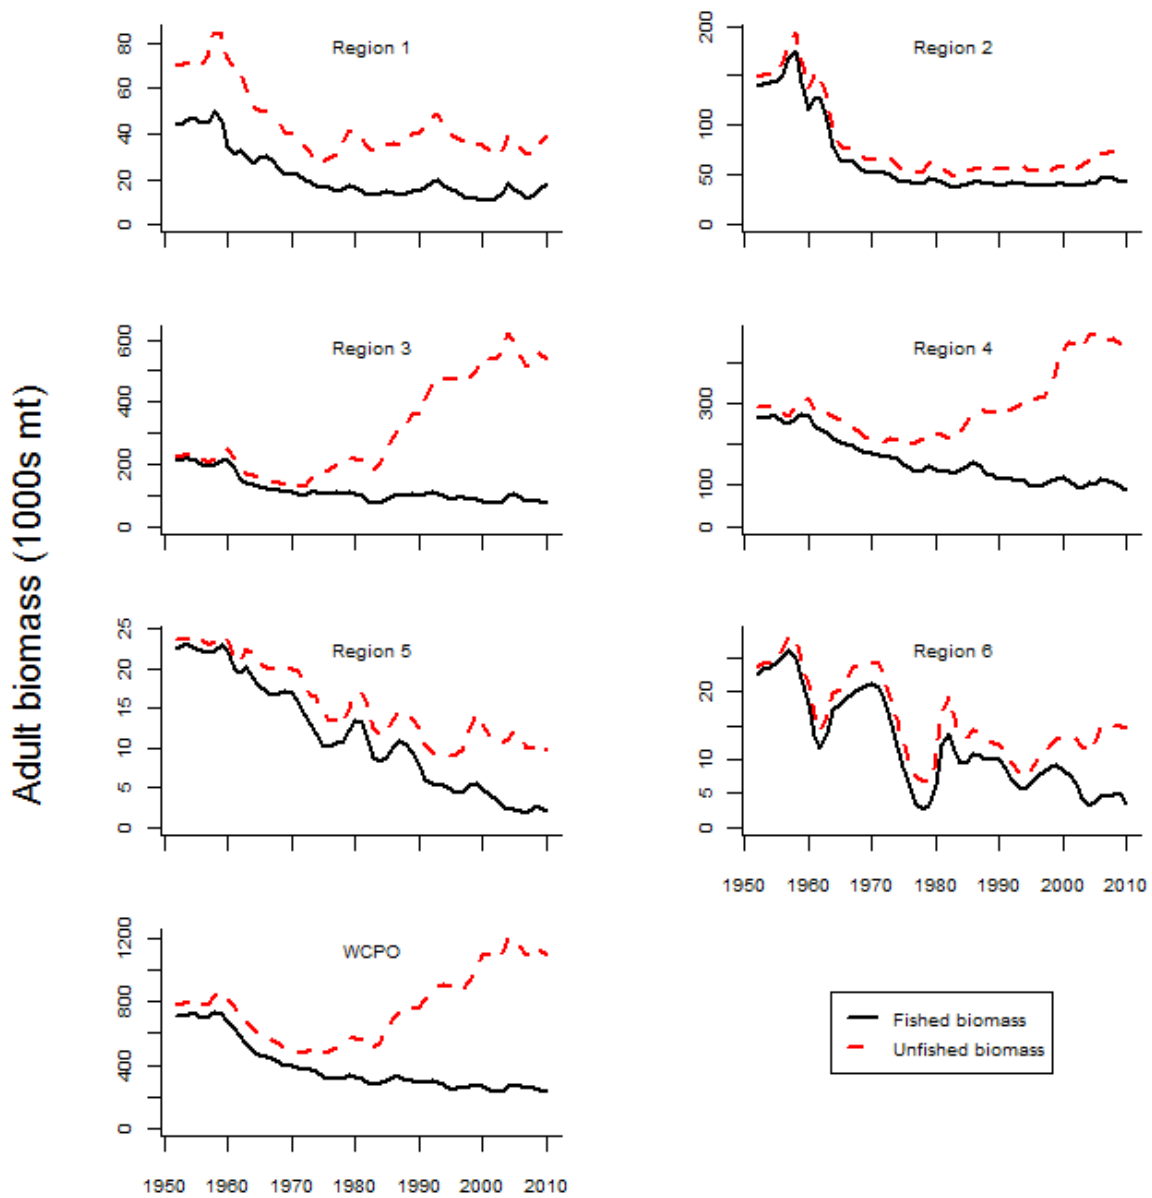 Adult biomass (1000s mt)
Region 1
0 20 40 60 80
Region 2
0 50 100 200
Region 3
0 200 400 600
Region 4
0 100 300
Region 5
0 5 10 15 20 25
Region 6
0 5 10 20
1950 1960 1970 1980 1990 2000 2010
WCPO
0 400 800 1200
1950 1960 1970 1980 1990 2000 2010
Fished biomass
Unfished biomass